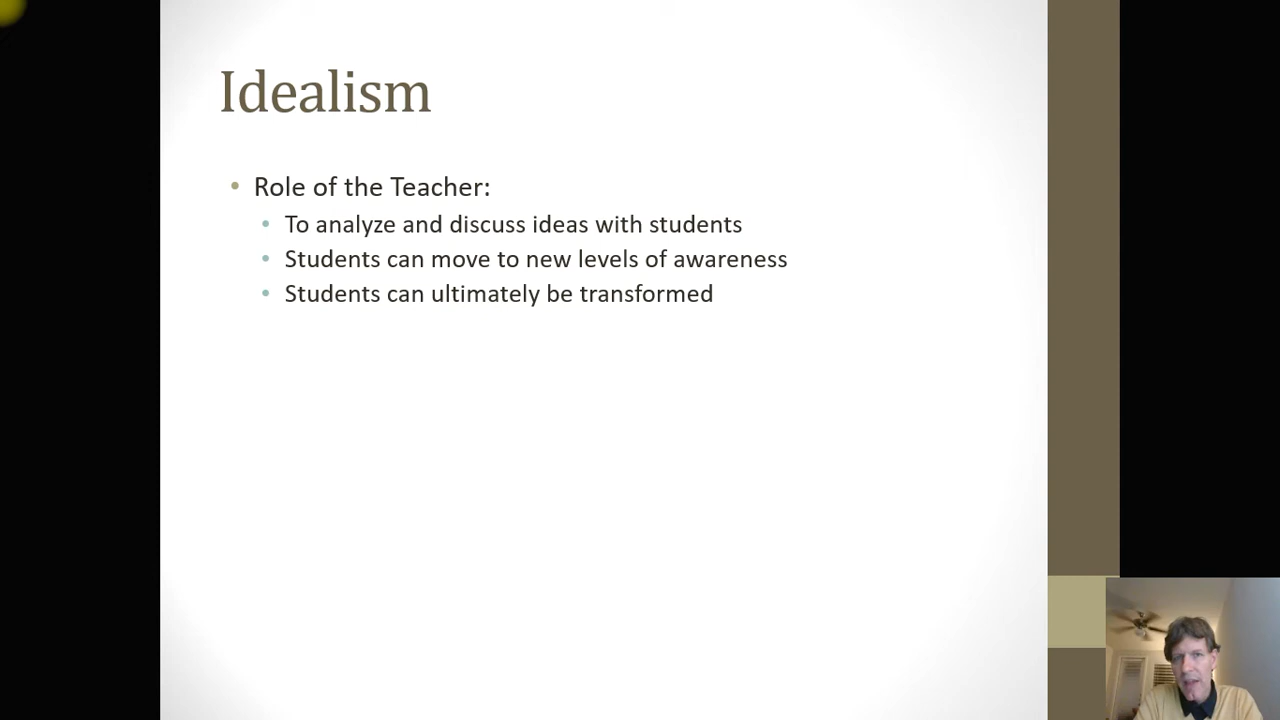 Idealism
• Role of the Teacher:
• To analyze and discuss ideas with students
• Students can move to new levels of awareness
• Students can ultimately be transformed